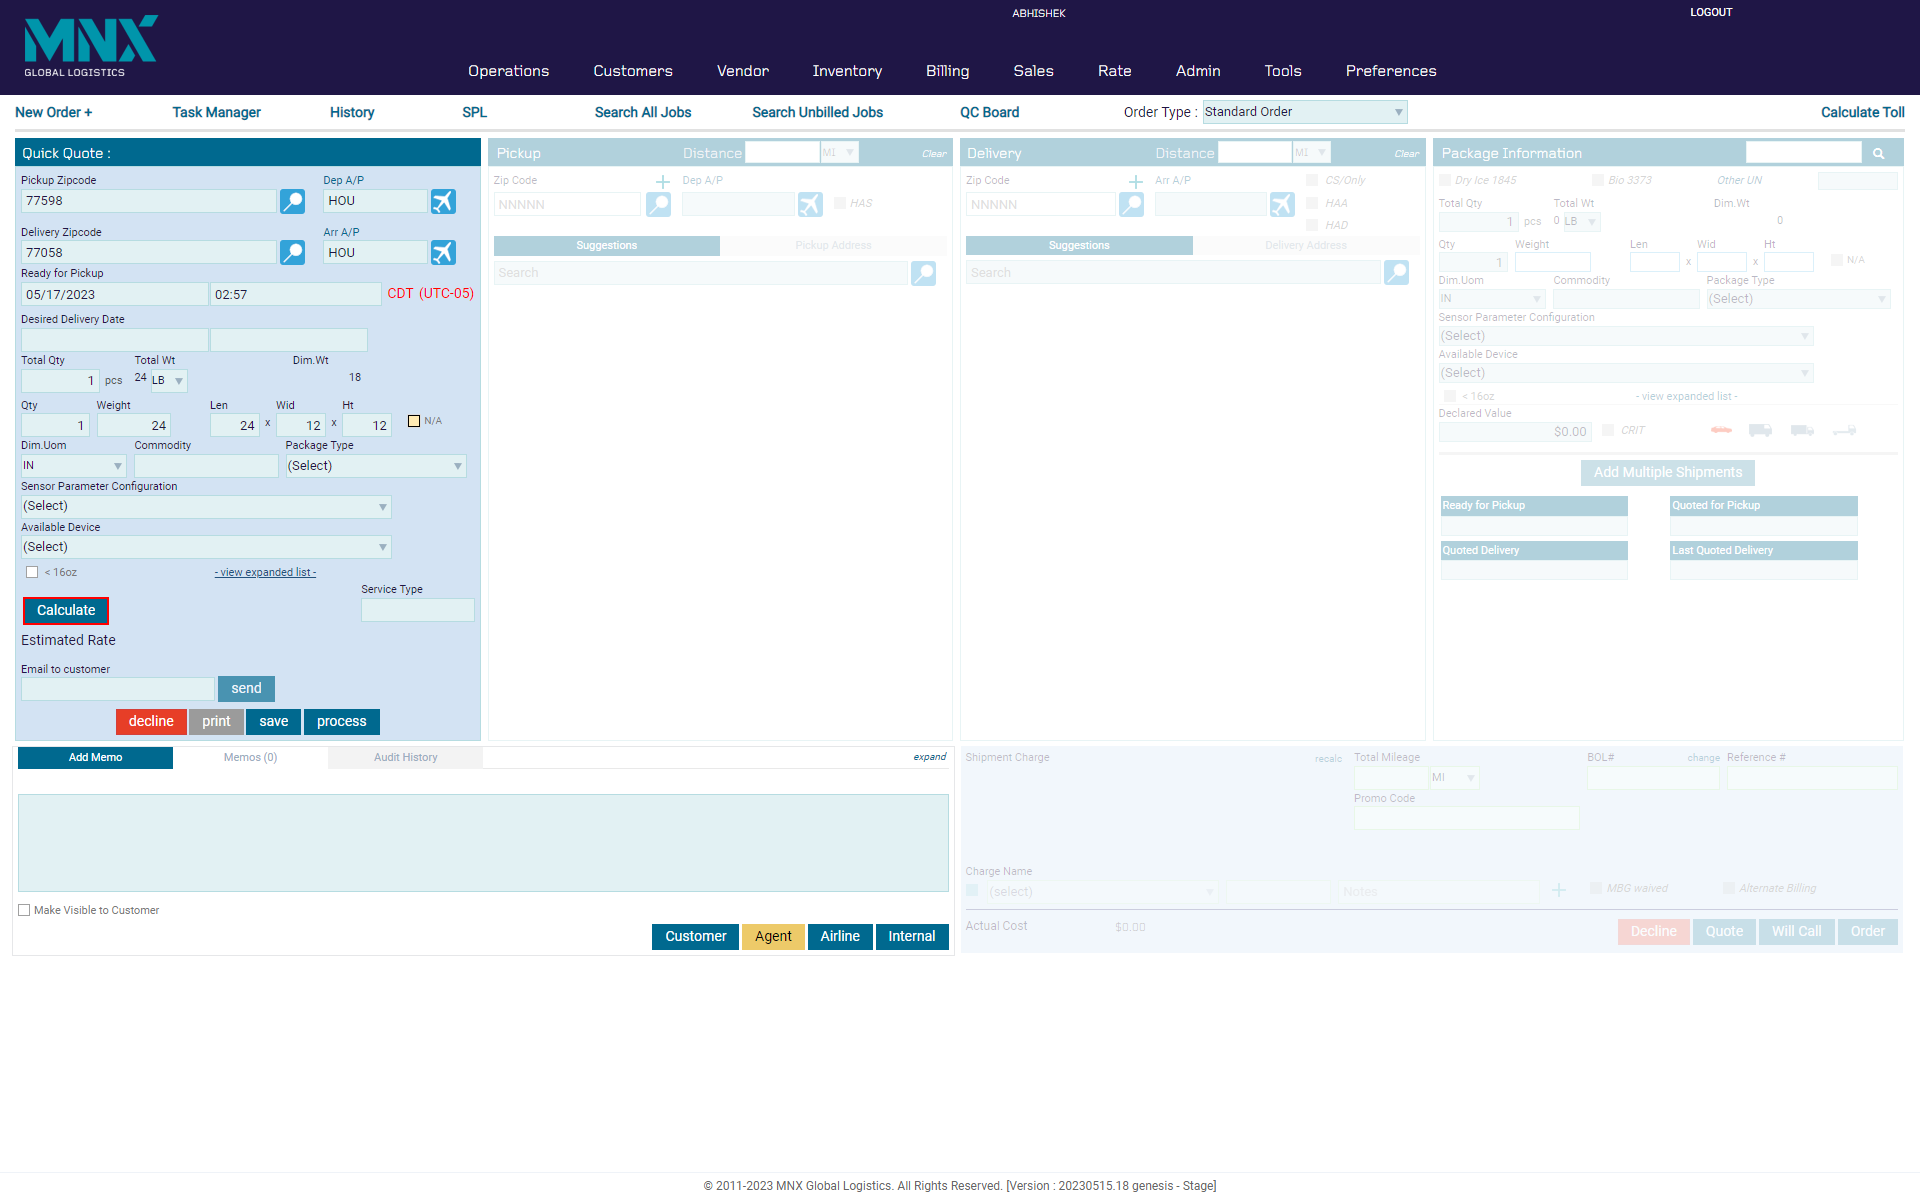 MNX
GLOBAL LOGISTICS
ABHISHEK
LOGOUT
Operations Customers Vendor Inventory Billing Sales Rate Admin Tools Preferences
New Order + Task Manager History SPL Search All Jobs Search Unbilled Jobs QC Board Order Type : Standard Order Calculate Toll
Quick Quote :
Pickup Zipcode Dep A/P
77598 HOU
Delivery Zipcode Arr A/P
77058 HOU
Ready for Pickup
05/17/2023 02:57 CDT (UTC-05)
Desired Delivery Date
Total Qty Total Wt Dim.Wt
1 pcs 24 LB 18
Qty Weight Len Wid Ht
1 24 24 x 12 x 12 N/A
Dim.Uom Commodity Package Type
IN (Select)
Sensor Parameter Configuration
(Select)
Available Device
(Select)
< 16oz - view expanded list -
Service Type
Calculate
Estimated Rate
Email to customer
send
decline print save process
Pickup Distance MI Clear
Zip Code + Dep A/P
NNNNN HAS
Suggestions Pickup Address
Search
Delivery Distance MI Clear
Zip Code + Arr A/P CS/Only
NNNNN HAA
HAD
Suggestions Delivery Address
Search
Package Information
Dry Ice 1845 Bio 3373 Other UN
Total Qty Total Wt Dim.Wt
1 pcs 0 LB 0
Qty Weight Len Wid Ht
1 x x N/A
Dim.Uom Commodity Package Type
IN (Select)
Sensor Parameter Configuration
(Select)
Available Device
(Select)
< 16oz - view expanded list -
Declared Value
$0.00 CRIT
Add Multiple Shipments
Ready for Pickup Quoted for Pickup
Quoted Delivery Last Quoted Delivery
Add Memo Memos (0) Audit History expand
Make Visible to Customer
Customer Agent Airline Internal
Shipment Charge recalc Total Mileage BOL# change Reference #
MI
Promo Code
Charge Name
(select) Notes + MBG waived Alternate Billing
Actual Cost $0.00 Decline Quote Will Call Order
© 2011-2023 MNX Global Logistics. All Rights Reserved. [Version : 20230515.18 genesis - Stage]